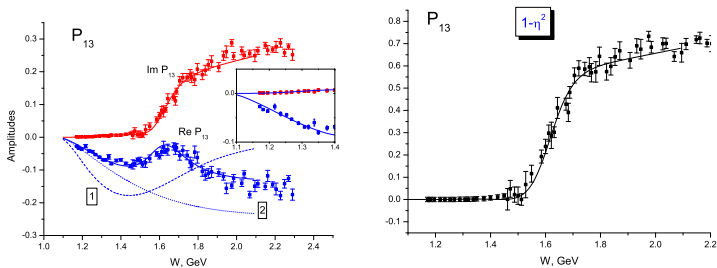 P13
Im P13
Re P13
Amplitudes
0.3
0.2
0.1
0.0
-0.1
-0.2
-0.3
1.0 1.2 1.4 1.6 1.8 2.0 2.2 2.4
W, GeV
1
2
0.0
-0.1
1.1 1.2 1.3 1.4
P13
1-η²
0.8
0.7
0.6
0.5
0.4
0.3
0.2
0.1
0.0
-0.1
1.2 1.4 1.6 1.8 2.0 2.2
W, GeV